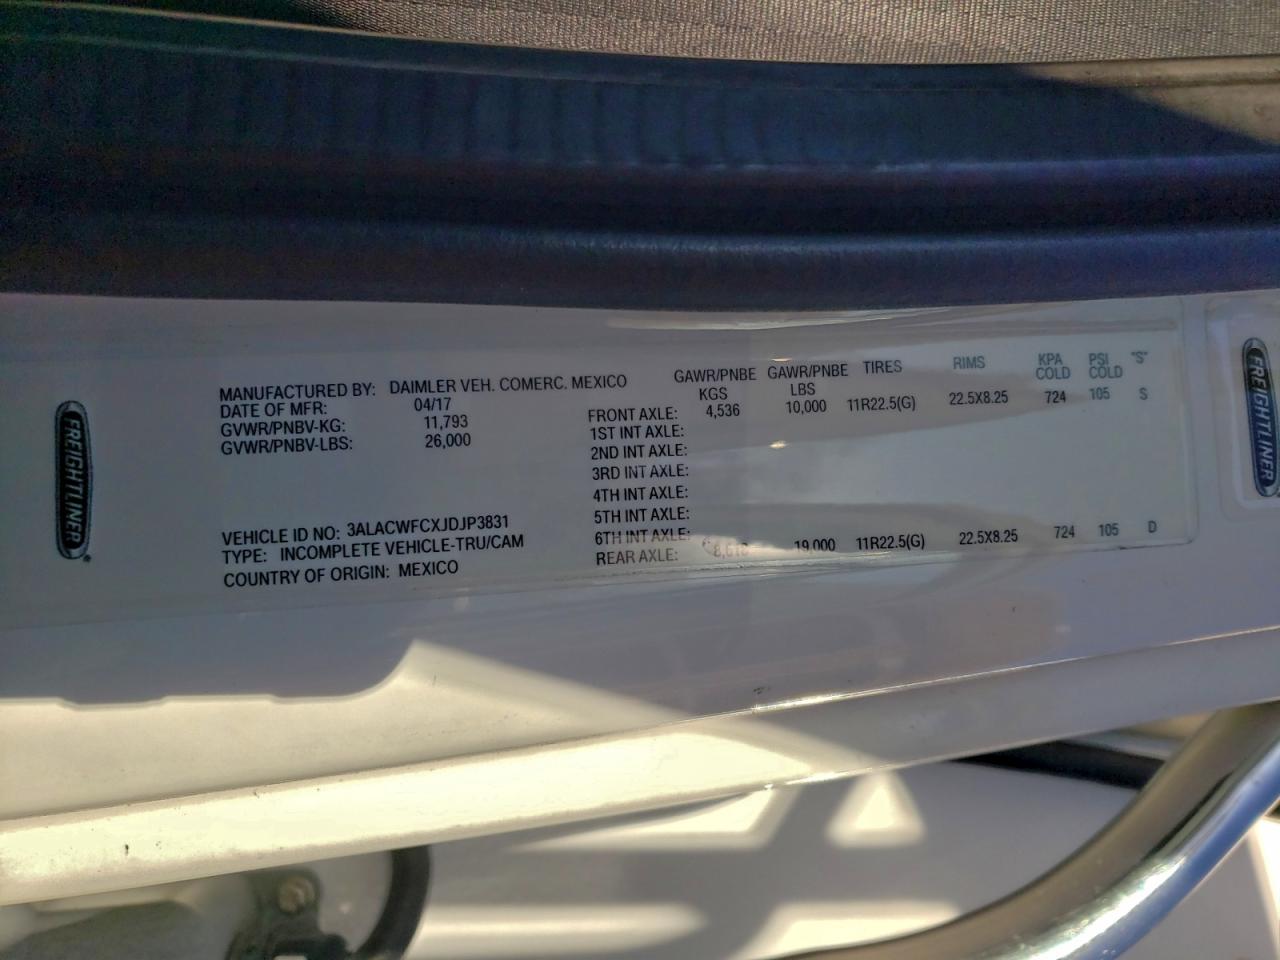 FREIGHTLINER
MANUFACTURED BY: DAIMLER VEH. COMERC. MEXICO
DATE OF MFR: 04/17
GVWR/PNBV-KG: 11,793
GVWR/PNBV-LBS: 26,000
VEHICLE ID NO: 3ALACWFCXJDJP3831
TYPE: INCOMPLETE VEHICLE-TRU/CAM
COUNTRY OF ORIGIN: MEXICO
GAWR/PNBE GAWR/PNBE TIRES RIMS KPA PSI "S"
KGS LBS COLD COLD
FRONT AXLE: 4,536 10,000 11R22.5(G) 22.5X8.25 724 105 S
1ST INT AXLE:
2ND INT AXLE:
3RD INT AXLE:
4TH INT AXLE:
5TH INT AXLE:
6TH INT AXLE:
REAR AXLE: 19,000 11R22.5(G) 22.5X8.25 724 105 D
FREIGHTLINER